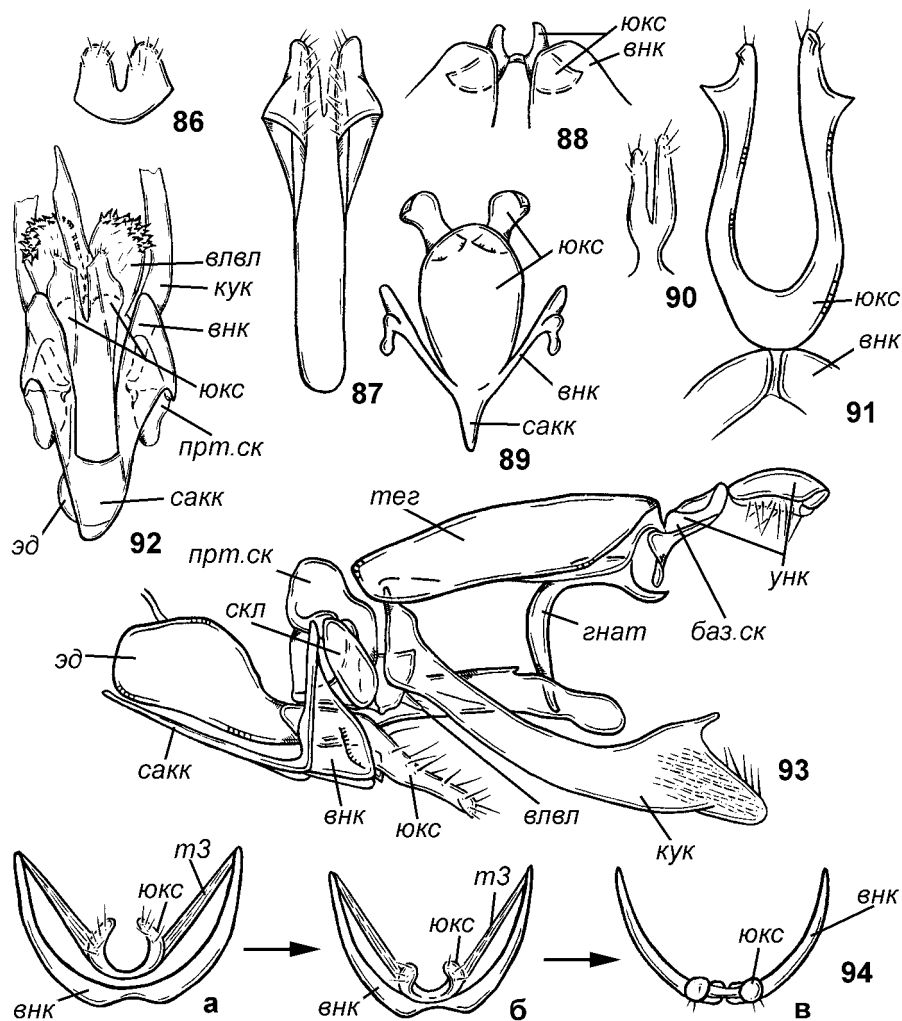 86
87
юкс
внк
88
90
юкс
внк
91
влвл
кук
внк
юкс
прт.ск
сакк
эд
92
юкс
внк
сакк
89
тег
прт.ск
скл
эд
гнат
баз.ск
унк
сакк
внк
юкс
влвл
кук
93
т3
юкс
внк
а
т3
юкс
внк
б
внк
юкс
в
94